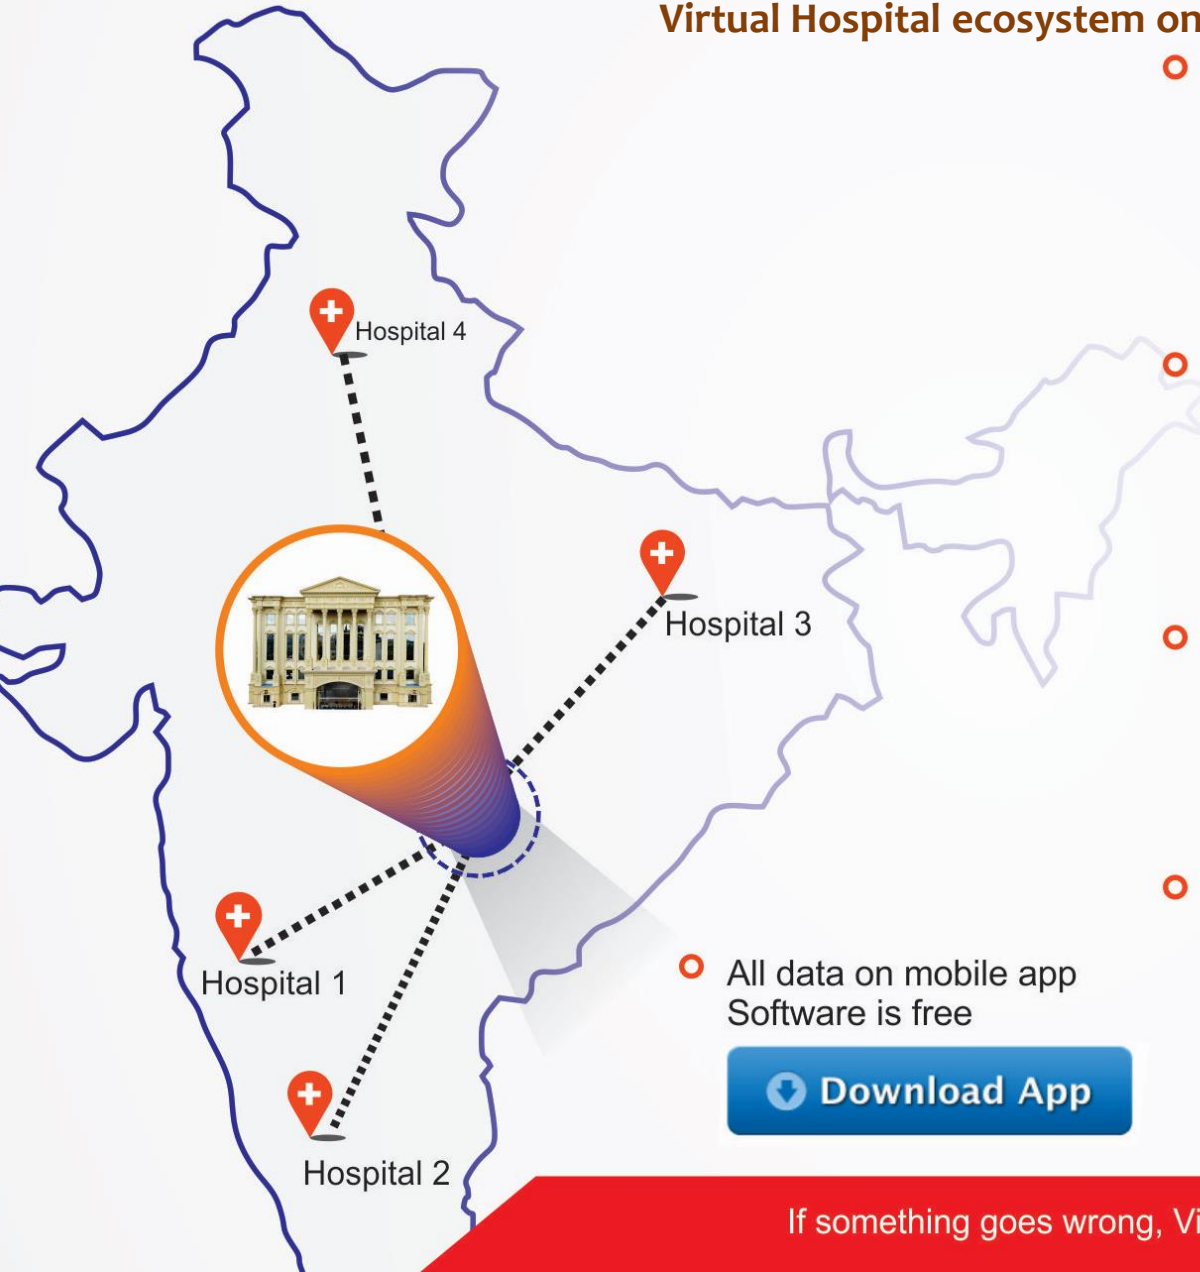 Virtual Hospital ecosystem on
Hospital 4
Hospital 3
Hospital 1
All data on mobile app
Software is free
Download App
Hospital 2
If something goes wrong, Vi